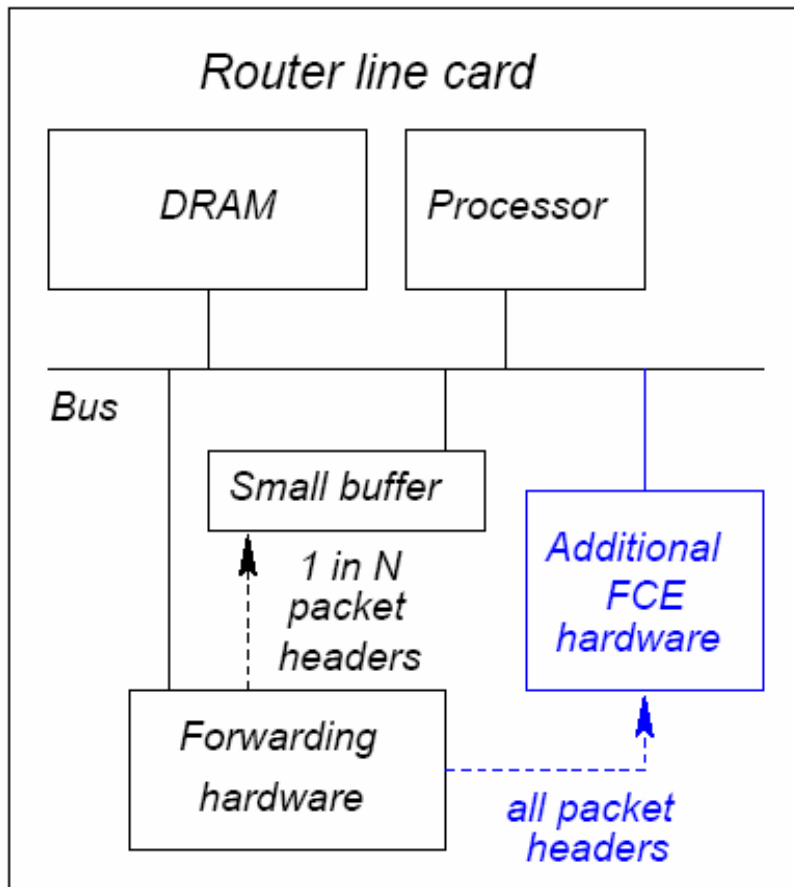 Router line card
DRAM
Processor
Bus
Small buffer
1 in N
packet
headers
Additional
FCE
hardware
Forwarding
hardware
all packet
headers